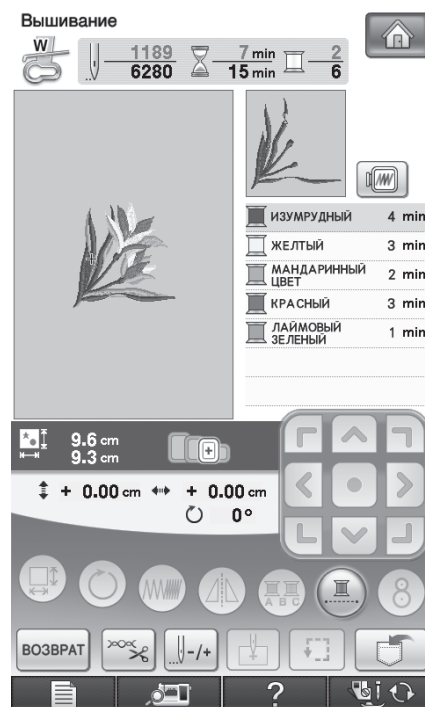 Вышивание
W
1189 7 min 2
6280 15 min 6
ИЗУМРУДНЫЙ 4 min
ЖЕЛТЫЙ 3 min
МАНДАРИННЫЙ
ЦВЕТ 2 min
КРАСНЫЙ 3 min
ЛАЙМОВЫЙ
ЗЕЛЕНЫЙ 1 min
9.6 cm
9.3 cm
+ 0.00 cm + 0.00 cm
0°
A B C
8
ВОЗВРАТ -/+
?